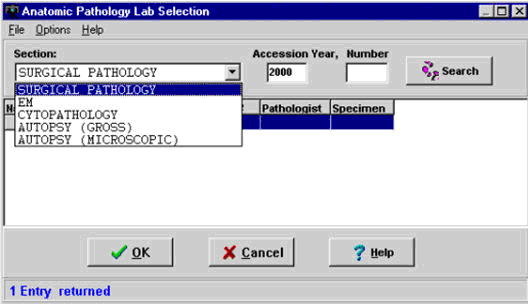 Anatomic Pathology Lab Selection
File Options Help
Section:
Accession Year, Number
SURGICAL PATHOLOGY
2000
Search
SURGICAL PATHOLOGY
EM
CYTOPATHOLOGY
AUTOPSY (GROSS)
AUTOPSY (MICROSCOPIC)
Pathologist Specimen
OK
Cancel
Help
1 Entry returned